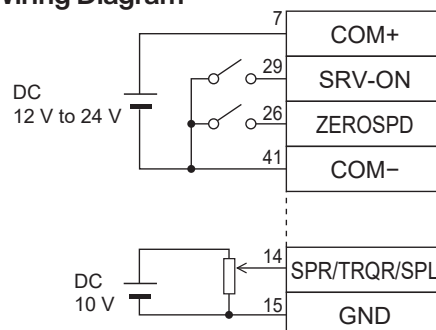 Wiring Diagram
7
COM+
29
SRV-ON
DC
12 V to 24 V
26
ZEROSPD
41
COM−
14
SPR/TRQR/SPL
DC
10 V
15
GND